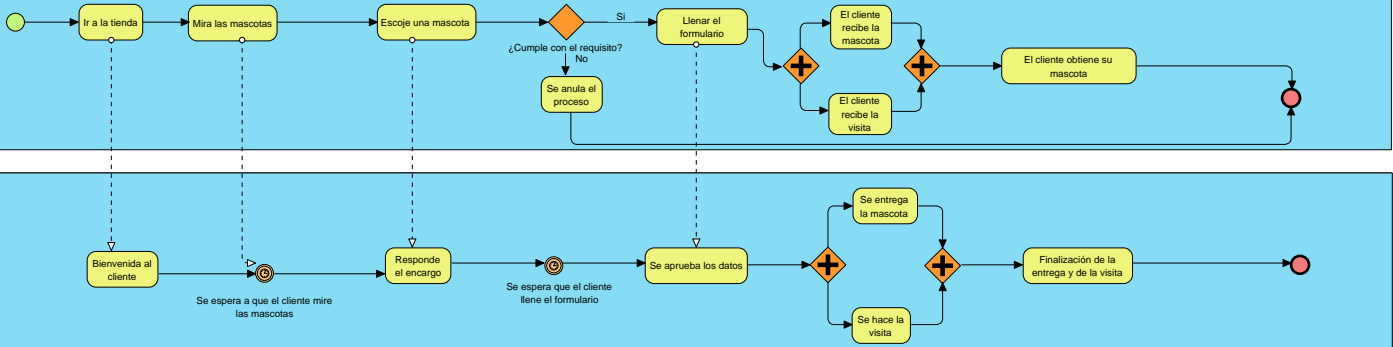 Ir a la tienda
Mira las mascotas
Escoje una mascota
¿Cumple con el requisito?
Si
No
Se anula el
proceso
Llenar el
formulario
El cliente
recibe la
mascota
El cliente
recibe la
visita
El cliente obtiene su
mascota
Bienvenida al
cliente
Se espera a que el cliente mire
las mascotas
Responde
el encargo
Se espera que el cliente
llene el formulario
Se aprueba los datos
Se entrega
la mascota
Se hace la
visita
Finalización de la
entrega y de la visita